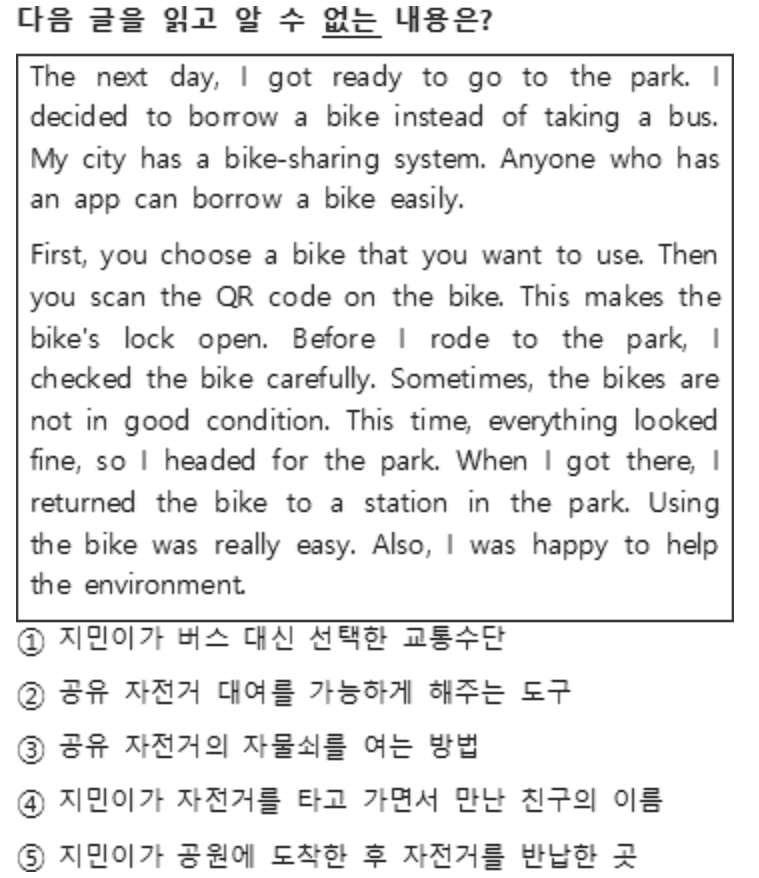 다음 글을 읽고 알 수 없는 내용은?
The next day, I got ready to go to the park. I
decided to borrow a bike instead of taking a bus.
My city has a bike-sharing system. Anyone who has
an app can borrow a bike easily.
First, you choose a bike that you want to use. Then
you scan the QR code on the bike. This makes the
bike's lock open. Before I rode to the park, I
checked the bike carefully. Sometimes, the bikes are
not in good condition. This time, everything looked
fine, so I headed for the park. When I got there, I
returned the bike to a station in the park. Using
the bike was really easy. Also, I was happy to help
the environment.
① 지민이가 버스 대신 선택한 교통수단
② 공유 자전거 대여를 가능하게 해주는 도구
③ 공유 자전거의 자물쇠를 여는 방법
④ 지민이가 자전거를 타고 가면서 만난 친구의 이름
⑤ 지민이가 공원에 도착한 후 자전거를 반납한 곳